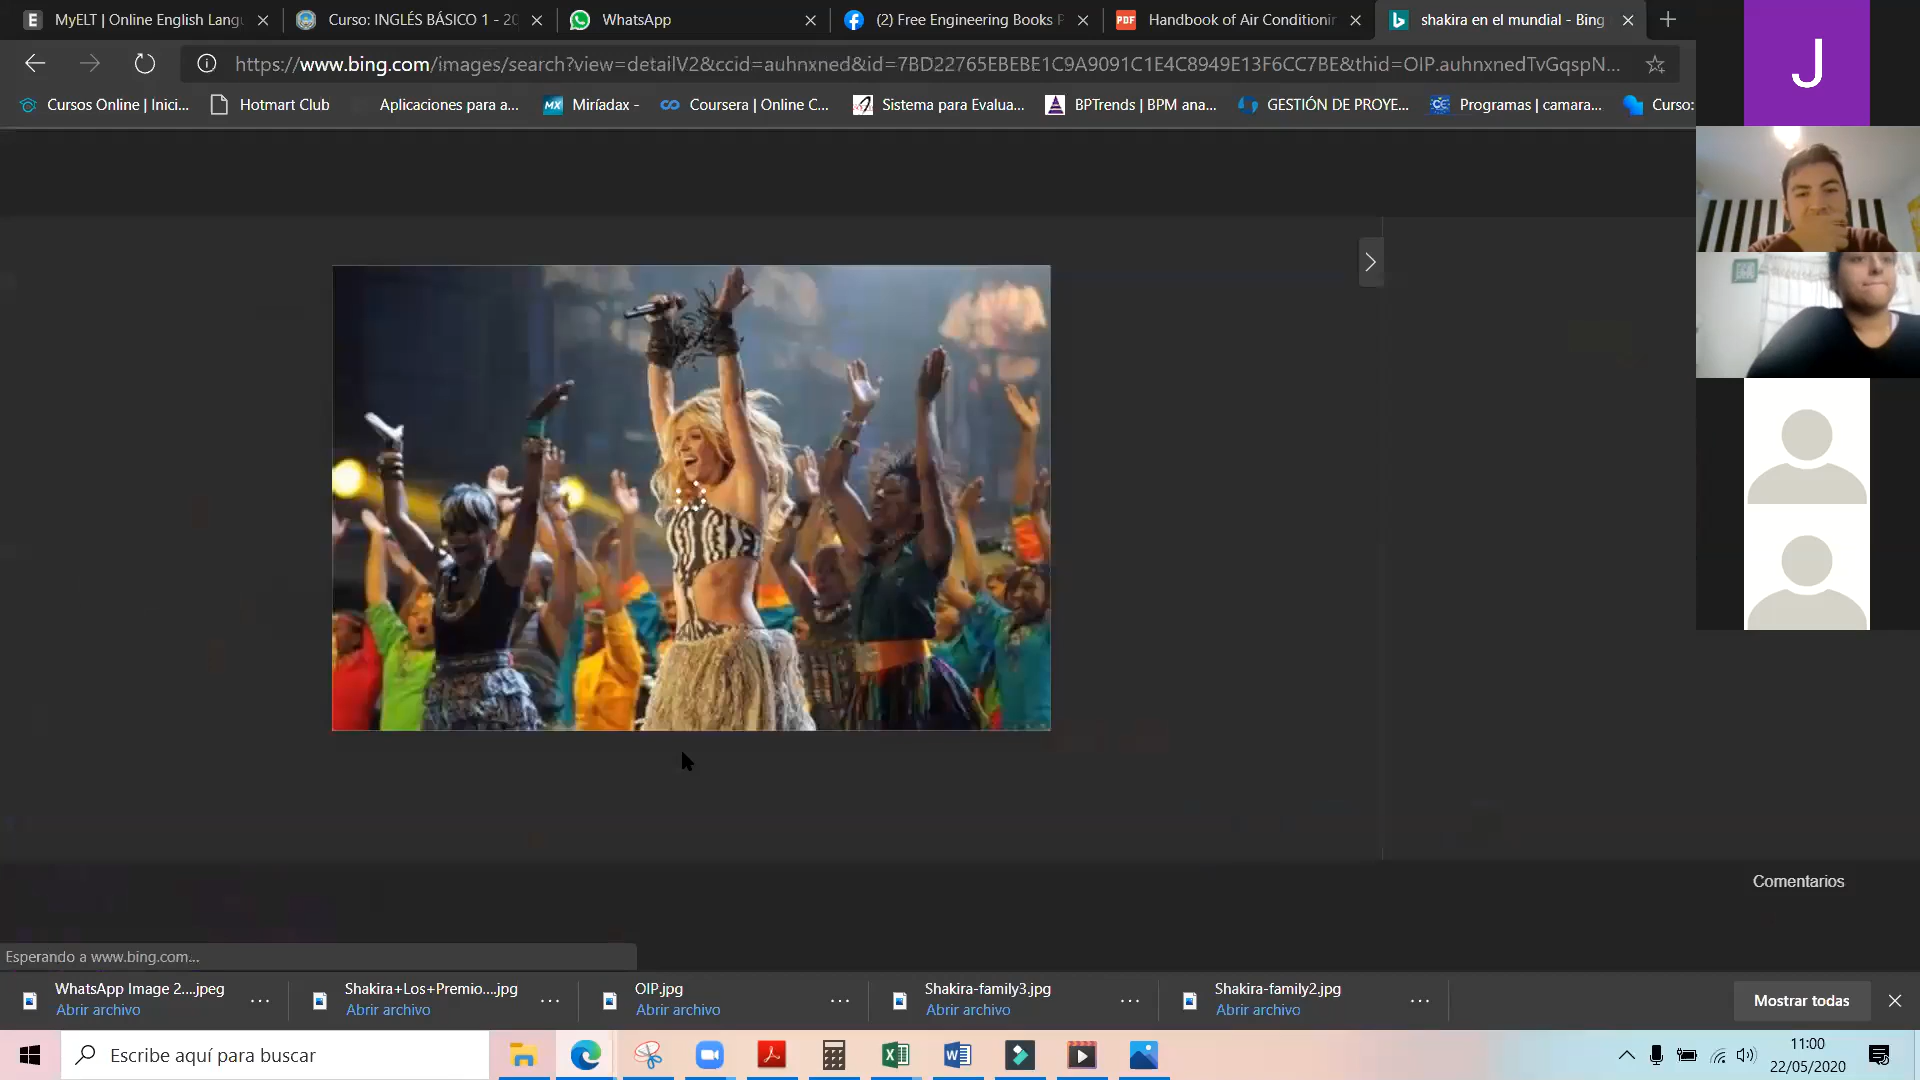 MyELT | Online English Langu
Curso: INGLÉS BÁSICO 1 - 20
WhatsApp
(2) Free Engineering Books P
PDF
Handbook of Air Conditionin
shakira en el mundial - Bing
https://www.bing.com/images/search?view=detailV2&ccid=auhnxned&id=7BD22765EBEBE1C9A9091C1E4C8949E13F6CC7BE&thid=OIP.auhnxnedTvGqspN...
Cursos Online | Inici...
Hotmart Club
Aplicaciones para a...
MX Miríadax -
Coursera | Online C...
Sistema para Evalua...
BPTrends | BPM ana...
GESTIÓN DE PROYE...
Programas | camara...
Curso:
J
Comentarios
Esperando a www.bing.com...
WhatsApp Image 2....jpeg
Abrir archivo
Shakira+Los+Premio....jpg
Abrir archivo
OIP.jpg
Abrir archivo
Shakira-family3.jpg
Abrir archivo
Shakira-family2.jpg
Abrir archivo
Mostrar todas
Escribe aquí para buscar
11:00
22/05/2020